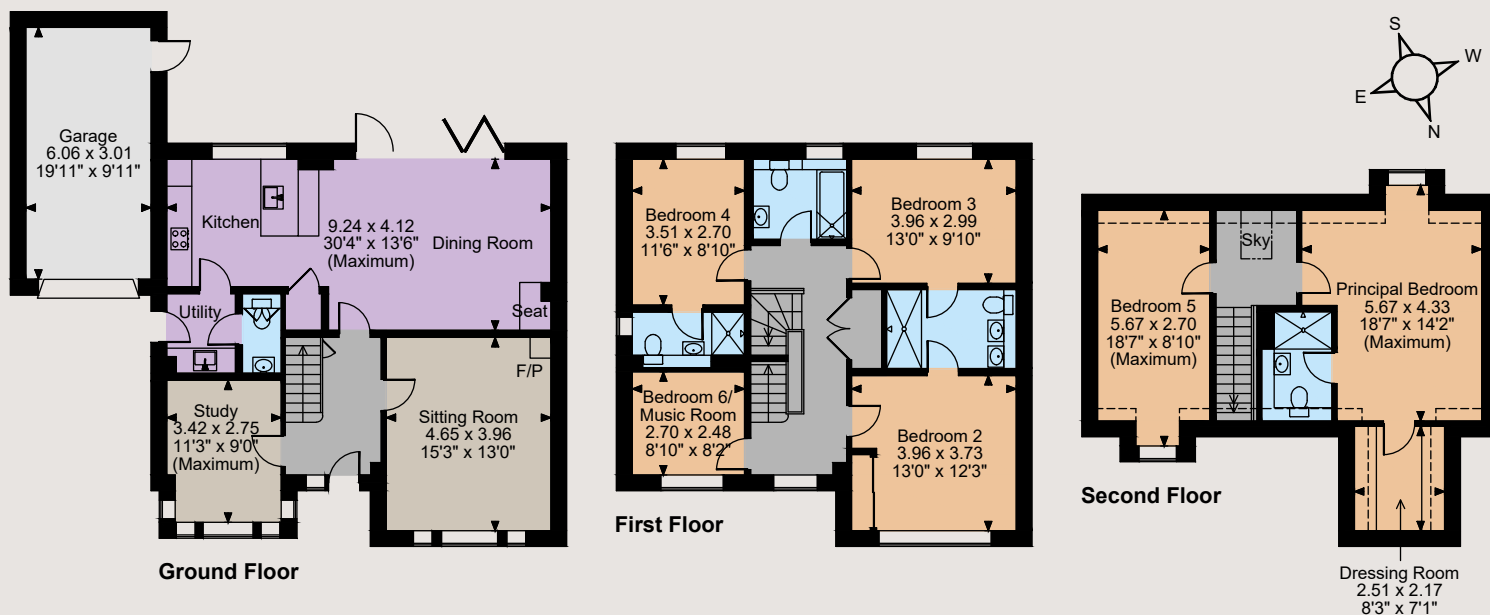 Garage
6.06 x 3.01
19'11" x 9'11"
Kitchen
9.24 x 4.12
30'4" x 13'6"
(Maximum)
Dining Room
Utility
Seat
F/P
Study
3.42 x 2.75
11'3" x 9'0"
(Maximum)
Sitting Room
4.65 x 3.96
15'3" x 13'0"
Ground Floor
Bedroom 4
3.51 x 2.70
11'6" x 8'10"
Bedroom 3
3.96 x 2.99
13'0" x 9'10"
Bedroom 6/
Music Room
2.70 x 2.48
8'10" x 8'2"
Bedroom 2
3.96 x 3.73
13'0" x 12'3"
First Floor
S
W
E
N
Sky
Bedroom 5
5.67 x 2.70
18'7" x 8'10"
(Maximum)
Principal Bedroom
5.67 x 4.33
18'7" x 14'2"
(Maximum)
Second Floor
Dressing Room
2.51 x 2.17
8'3" x 7'1"